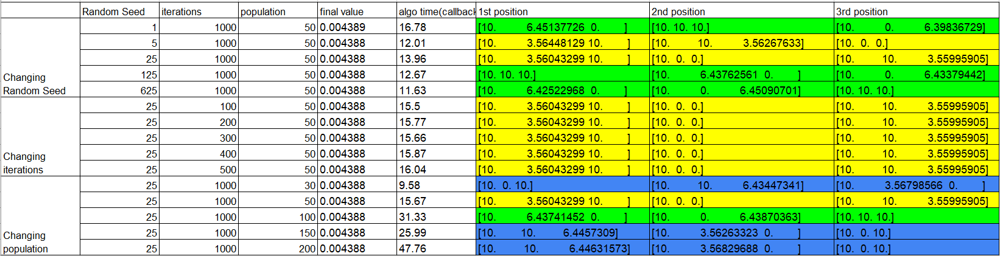 Random Seed iterations population final value algo time(callback 1st position 2nd position 3rd position
1 1000 50 0.004389 16.78 [10. 6.45137726 0. ] [10. 10. 10.] [10. 0. 6.39836729]
5 1000 50 0.004388 12.01 [10. 3.56448129 10. ] [10. 10. 3.56267633] [10. 0. 0.]
25 1000 50 0.004388 13.96 [10. 3.56043299 10. ] [10. 0. 0.] [10. 10. 3.55995905]
Changing 125 1000 50 0.004388 12.67 [10. 10. 10.] [10. 6.43762561 0. ] [10. 0. 6.43379442]
Random Seed 625 1000 50 0.004388 11.63 [10. 6.42522968 0. ] [10. 0. 6.45090701] [10. 10. 10.]
25 100 50 0.004388 15.5 [10. 3.56043299 10. ] [10. 0. 0.] [10. 10. 3.55995905]
25 200 50 0.004388 15.77 [10. 3.56043299 10. ] [10. 0. 0.] [10. 10. 3.55995905]
25 300 50 0.004388 15.66 [10. 3.56043299 10. ] [10. 0. 0.] [10. 10. 3.55995905]
Changing 25 400 50 0.004388 15.87 [10. 3.56043299 10. ] [10. 0. 0.] [10. 10. 3.55995905]
iterations 25 500 50 0.004388 16.04 [10. 3.56043299 10. ] [10. 0. 0.] [10. 10. 3.55995905]
25 1000 30 0.004388 9.58 [10. 0. 10.] [10. 10. 6.43447341] [10. 3.56798566 0. ]
25 1000 50 0.004388 15.67 [10. 3.56043299 10. ] [10. 0. 0.] [10. 10. 3.55995905]
25 1000 100 0.004388 31.33 [10. 6.43741452 0. ] [10. 0. 6.43870363] [10. 10. 10.]
Changing 25 1000 150 0.004388 25.99 [10. 10. 6.4457309] [10. 3.56263323 0. ] [10. 0. 10.]
population 25 1000 200 0.004388 47.76 [10. 10. 6.44631573] [10. 3.56829688 0. ] [10. 0. 10.]